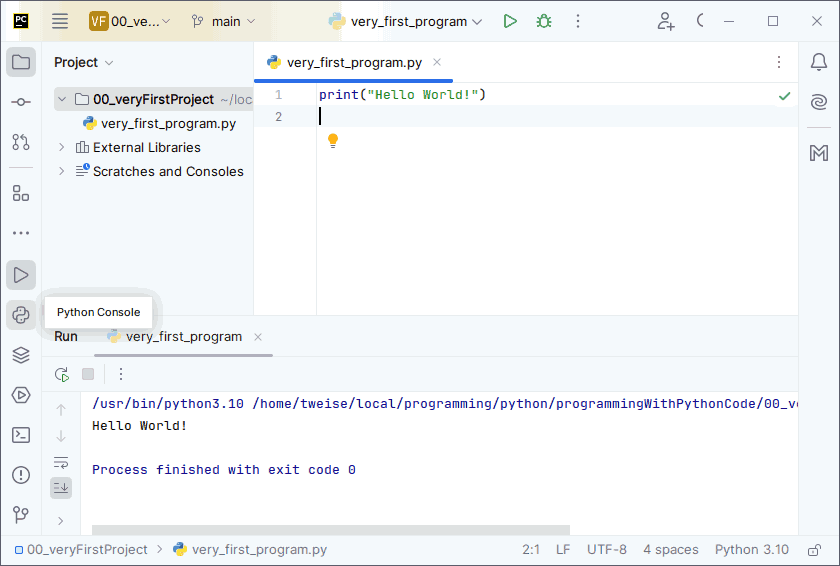 PC VF 00_ve... main very_first_program
Project
very_first_program.py
00_veryFirstProject ~/loc
very_first_program.py
External Libraries
Scratches and Consoles
1 print("Hello World!")
2
Python Console
Run very_first_program
/usr/bin/python3.10 /home/tweise/local/programming/python/programmingWithPythonCode/00_ve
Hello World!
Process finished with exit code 0
00_veryFirstProject > very_first_program.py 2:1 LF UTF-8 4 spaces Python 3.10